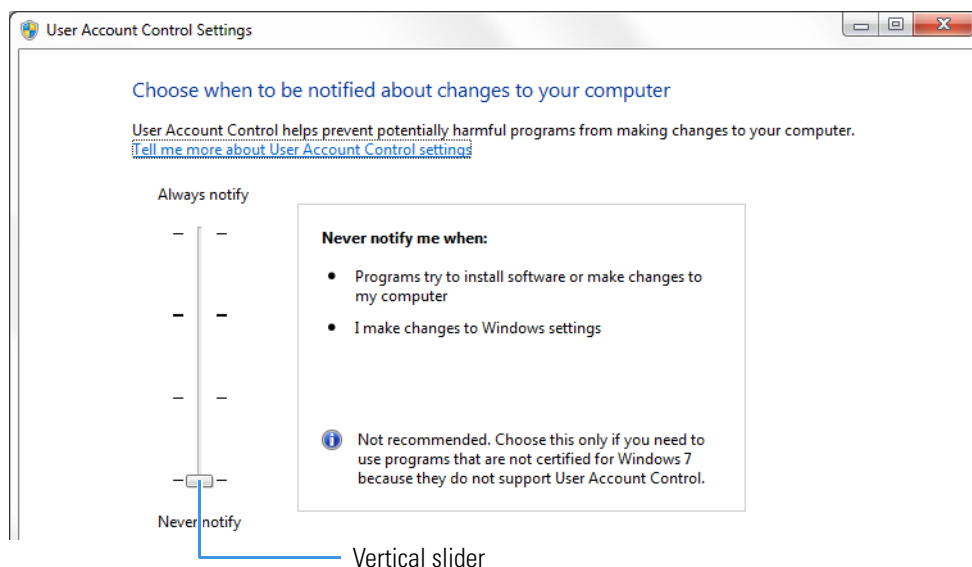 User Account Control Settings
Choose when to be notified about changes to your computer
User Account Control helps prevent potentially harmful programs from making changes to your computer.
Tell me more about User Account Control settings
Always notify
Never notify me when:
Programs try to install software or make changes to
my computer
I make changes to Windows settings
Not recommended. Choose this only if you need to
use programs that are not certified for Windows 7
because they do not support User Account Control.
Never notify
Vertical slider